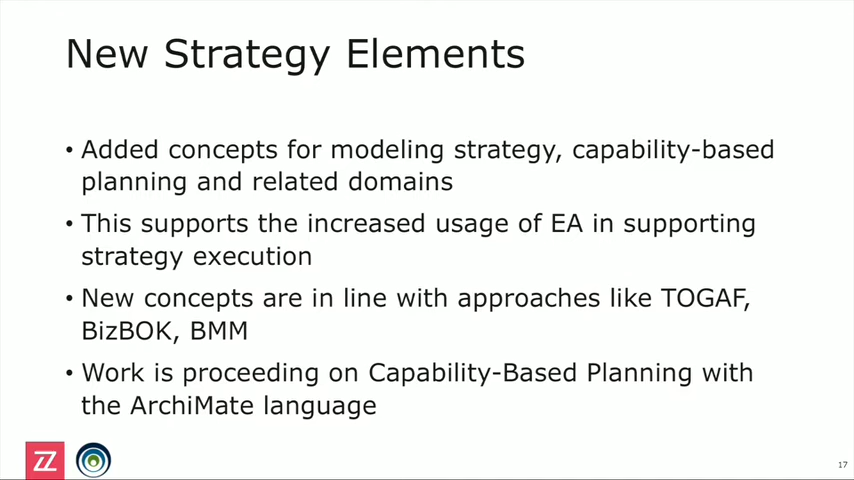 New Strategy Elements
• Added concepts for modeling strategy, capability-based
planning and related domains
• This supports the increased usage of EA in supporting
strategy execution
• New concepts are in line with approaches like TOGAF,
BizBOK, BMM
• Work is proceeding on Capability-Based Planning with
the ArchiMate language
17